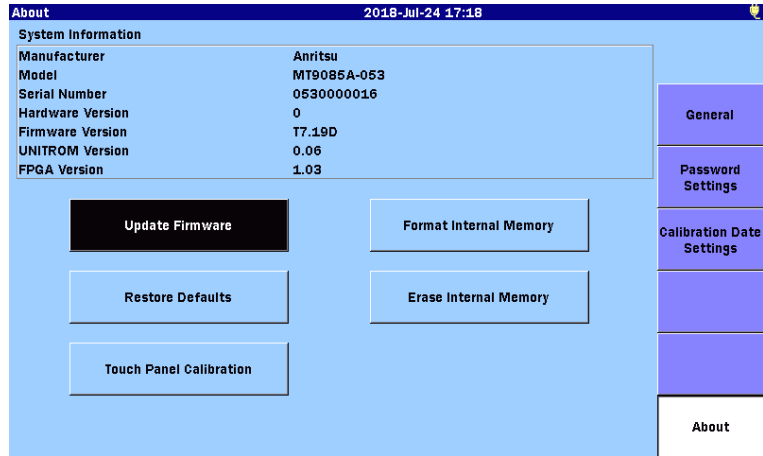 About 2018-Jul-24 17:18
System Information
Manufacturer Anritsu
Model MT9085A-053
Serial Number 0530000016
Hardware Version 0
Firmware Version T7.19D
UNITROM Version 0.06
FPGA Version 1.03
Update Firmware
Format Internal Memory
Restore Defaults
Erase Internal Memory
Touch Panel Calibration
General
Password
Settings
Calibration Date
Settings
About